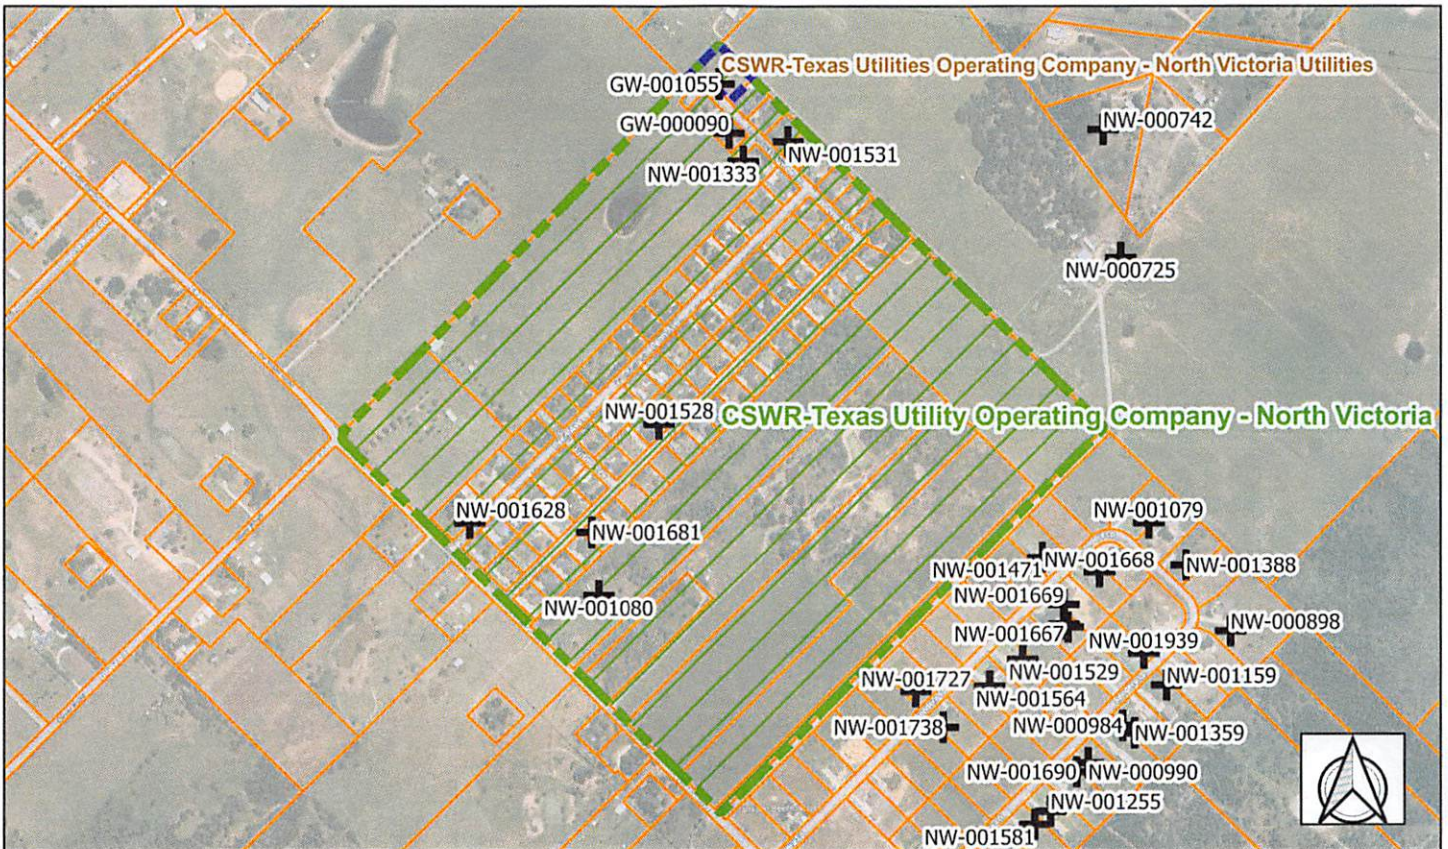 CSWR-Texas Utilities Operating Company - North Victoria Utilities
GW-001055
NW-000742
GW-000090
NW-001531
NW-001333
NW-000725
NW-001528
CSWR-Texas Utility Operating Company - North Victoria
NW-001628
NW-001079
NW-001681
NW-001668
NW-001471
NW-001388
NW-001669
NW-001080
NW-000898
NW-001667
NW-001939
NW-001529
NW-001727
NW-001159
NW-001564
NW-001738
NW-000984
NW-001359
NW-001690
NW-000990
NW-001255
NW-001581